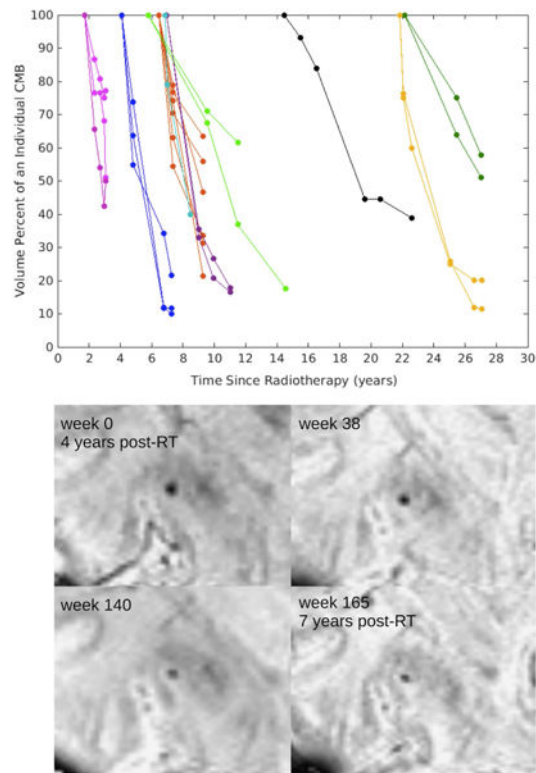 100
90
80
70
60
50
40
30
20
10
0
Volume Percent of an Individual CMB
0 2 4 6 8 10 12 14 16 18 20 22 24 26 28 30
Time Since Radiotherapy (years)
week 0
4 years post-RT
week 38
week 140
week 165
7 years post-RT